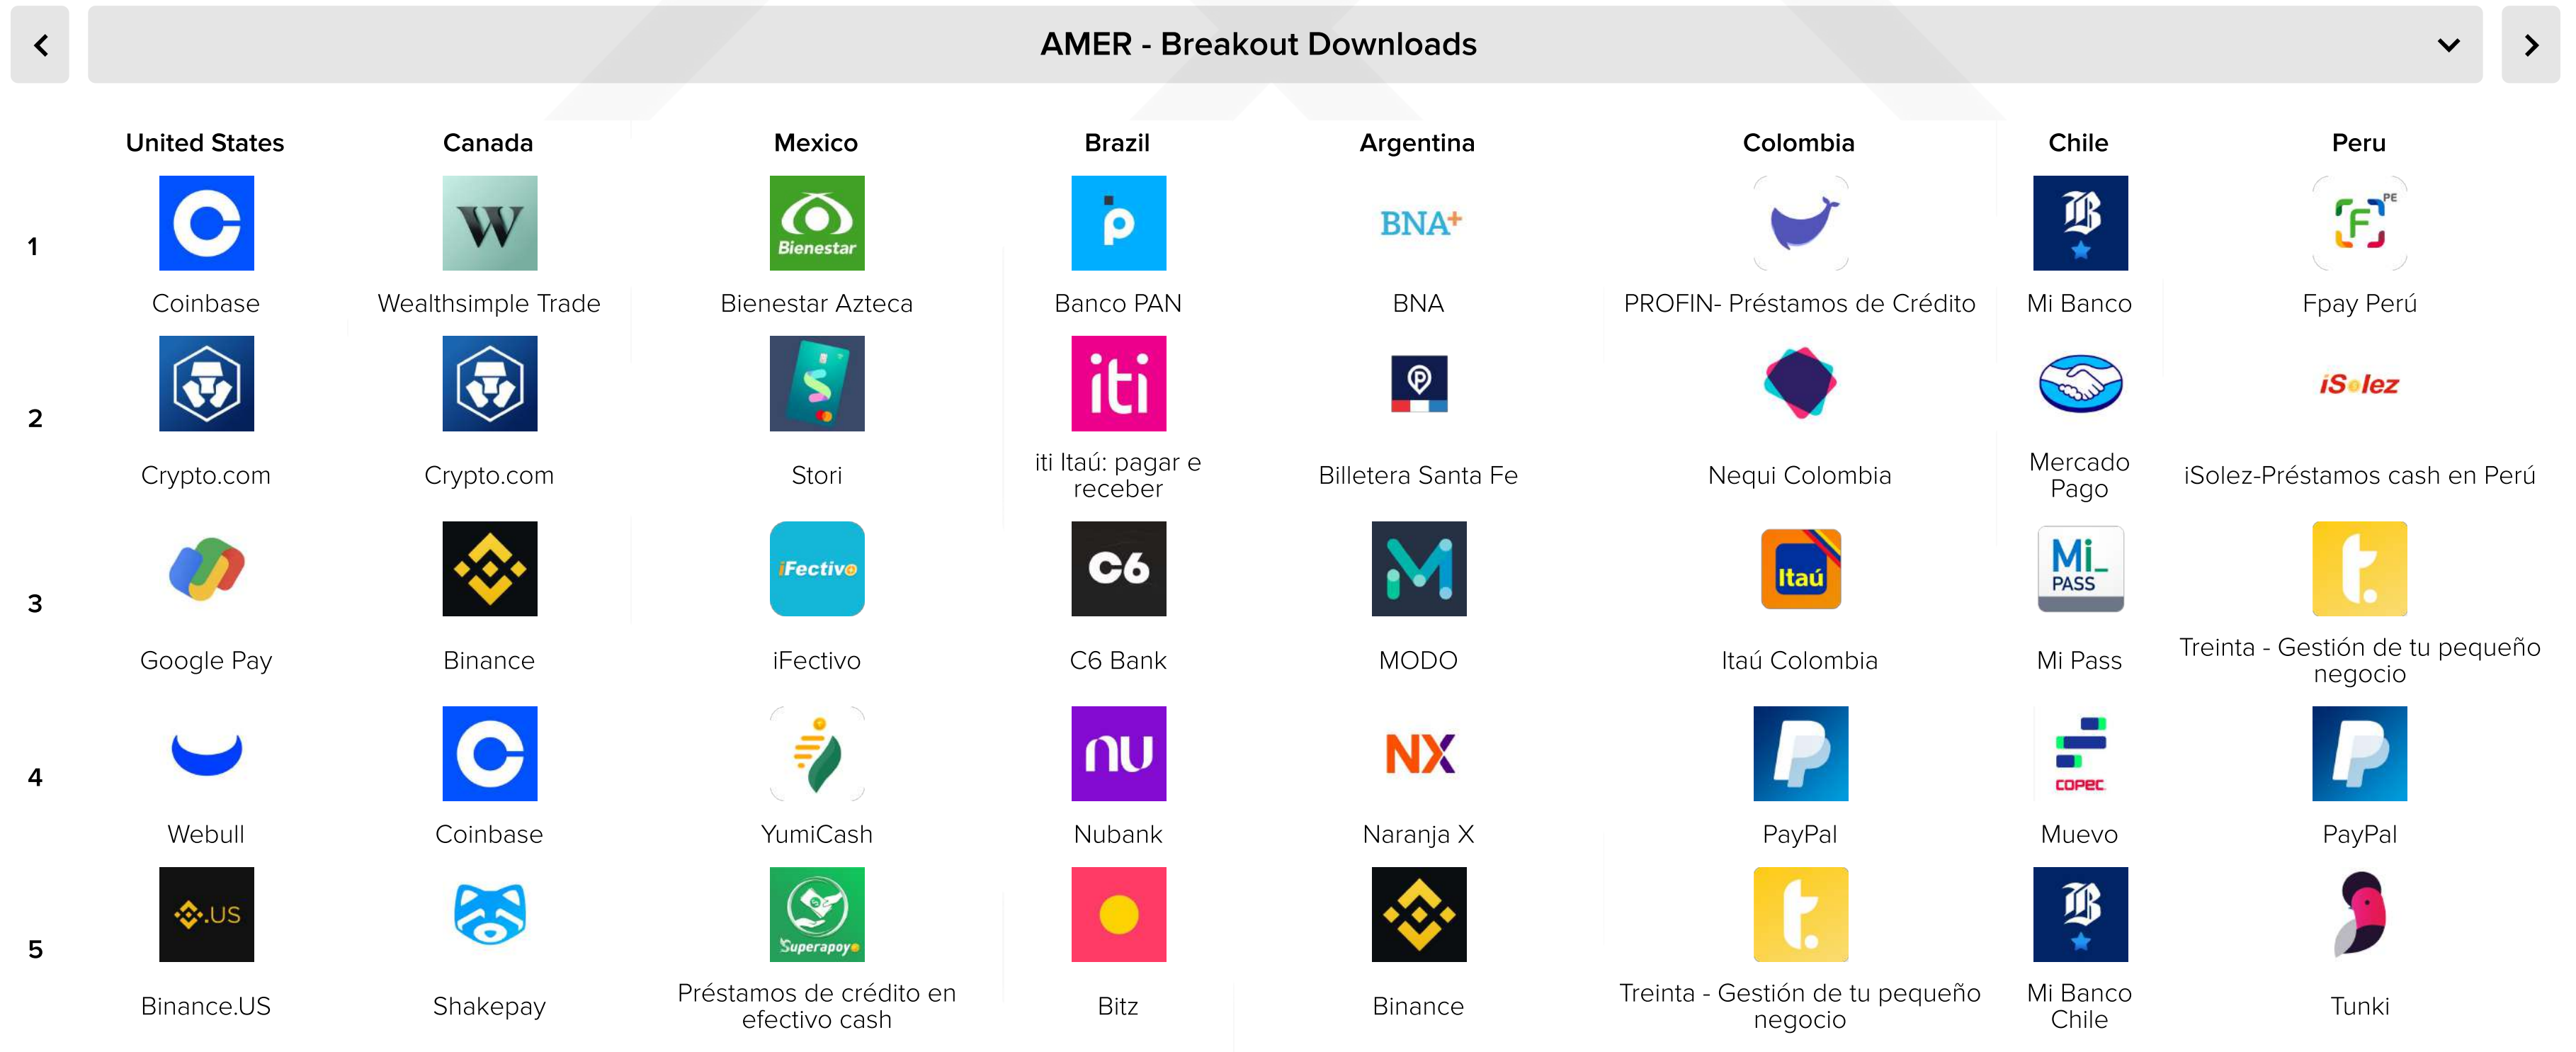 AMER - Breakout Downloads
United States Canada Mexico Brazil Argentina Colombia Chile Peru
Bienestar BNA+ F PE
1
Coinbase Wealthsimple Trade Bienestar Azteca Banco PAN BNA PROFIN- Préstamos de Crédito Mi Banco Fpay Perú
iti iSolez
2
Crypto.com Crypto.com Stori iti Itaú: pagar e receber Billetera Santa Fe Nequi Colombia Mercado Pago iSolez-Préstamos cash en Perú
iFectivo C6 Itaú Mi_ PASS t.
3
Google Pay Binance iFectivo C6 Bank MODO Itaú Colombia Mi Pass Treinta - Gestión de tu pequeño negocio
nu NX COPEC
4
Webull Coinbase YumiCash Nubank Naranja X PayPal Muevo PayPal
.US Superapoyo t.
5
Binance.US Shakepay Préstamos de crédito en efectivo cash Bitz Binance Treinta - Gestión de tu pequeño negocio Mi Banco Chile Tunki